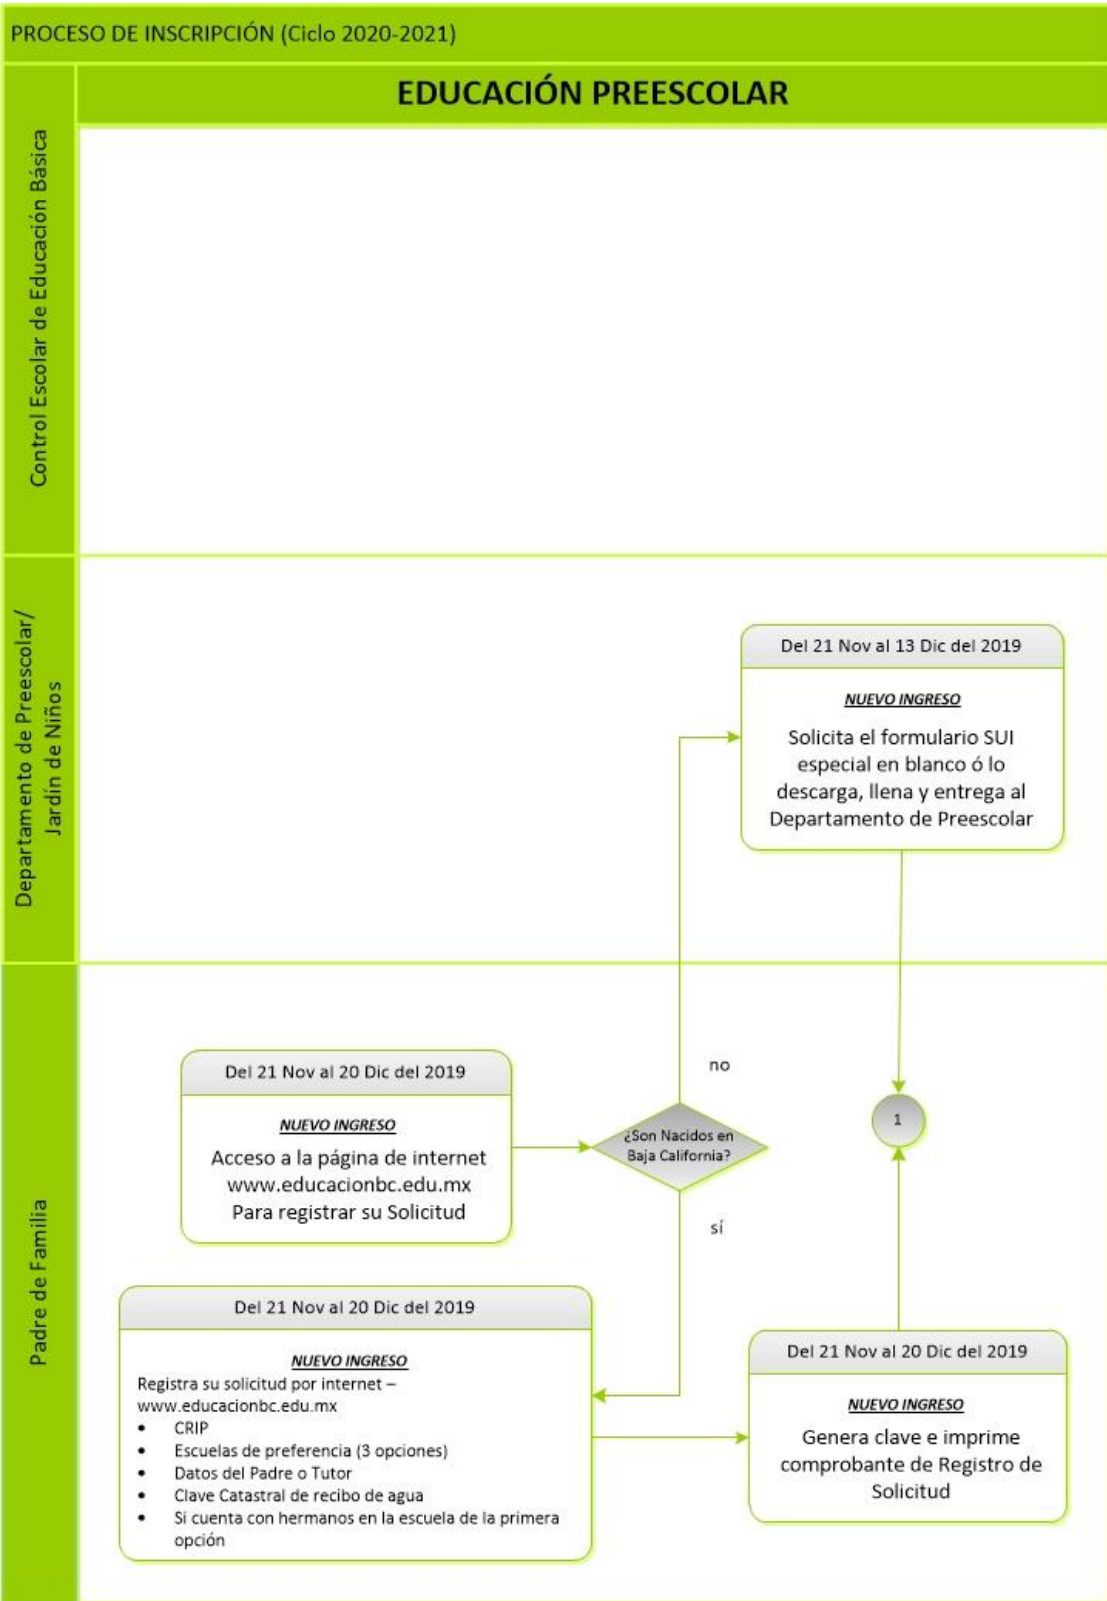 PROCESO DE INSCRIPCIÓN (Ciclo 2020-2021)
EDUCACIÓN PREESCOLAR
Control Escolar de Educación Básica
Departamento de Preescolar/
Jardín de Niños
Del 21 Nov al 13 Dic del 2019
NUEVO INGRESO
Solicita el formulario SUI
especial en blanco ó lo
descarga, llena y entrega al
Departamento de Preescolar
Padre de Familia
Del 21 Nov al 20 Dic del 2019
NUEVO INGRESO
Acceso a la página de internet
www.educacionbc.edu.mx
Para registrar su Solicitud
no
¿Son Nacidos en
Baja California?
sí
1
Del 21 Nov al 20 Dic del 2019
NUEVO INGRESO
Registra su solicitud por internet –
www.educacionbc.edu.mx
• CRIP
• Escuelas de preferencia (3 opciones)
• Datos del Padre o Tutor
• Clave Catastral de recibo de agua
• Si cuenta con hermanos en la escuela de la primera
opción
Del 21 Nov al 20 Dic del 2019
NUEVO INGRESO
Genera clave e imprime
comprobante de Registro de
Solicitud